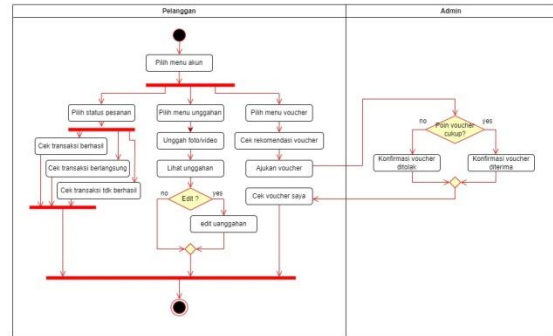 Pelanggan
Admin
Pilih menu akun
Pilih status pesanan
Pilih menu unggahan
Pilih menu voucher
Cek transaksi berhasil
Unggah foto/video
Cek rekomendasi voucher
no
Poin voucher
cukup?
yes
Cek transaksi berlangsung
Lihat unggahan
Ajukan voucher
Konfirmasi voucher
ditolak
Konfirmasi voucher
diterima
Cek transaksi tdk berhasil
no
Edit ?
yes
Cek voucher saya
edit uanggahan